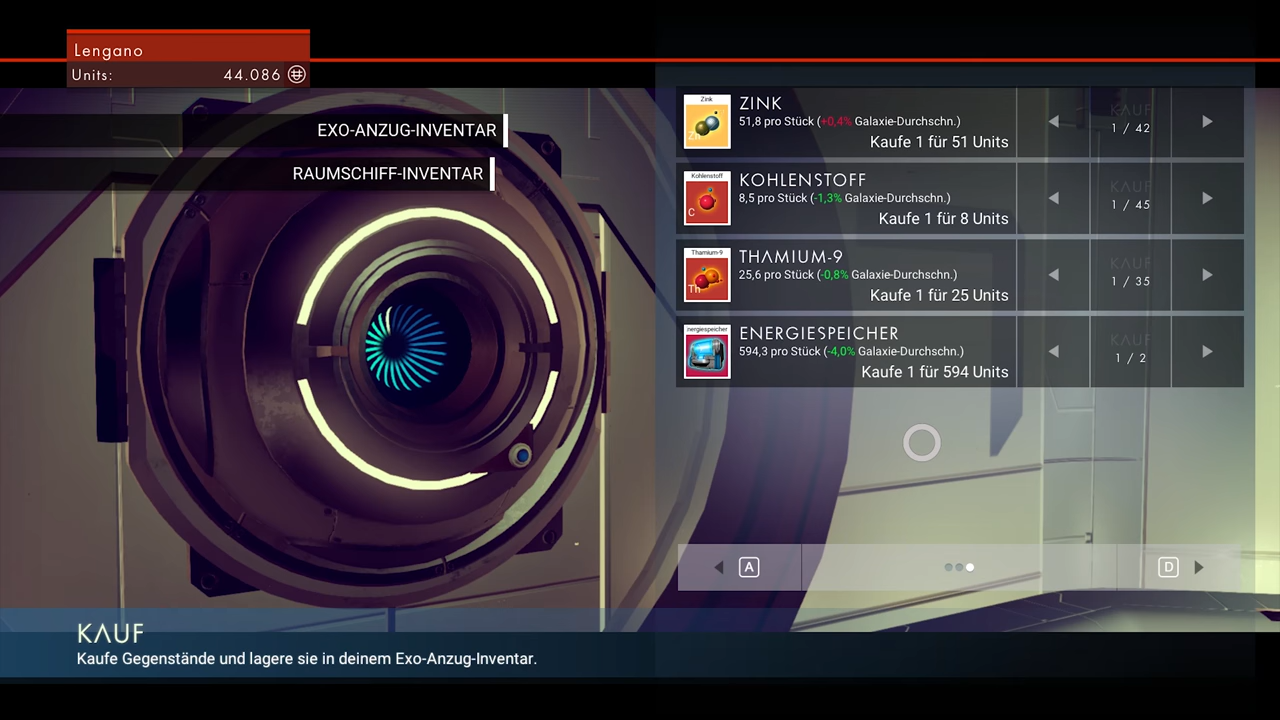 Lengano
Units: 44.086
EXO-ANZUG-INVENTAR
RAUMSCHIFF-INVENTAR
Zink
ZINK
51,8 pro Stück (+0,4% Galaxie-Durchschn.)
Kaufe 1 für 51 Units
KAUF
1 / 42
Kohlenstoff
C
KOHLENSTOFF
8,5 pro Stück (-1,3% Galaxie-Durchschn.)
Kaufe 1 für 8 Units
KAUF
1 / 45
Thamium-9
Th
THAMIUM-9
25,6 pro Stück (-0,8% Galaxie-Durchschn.)
Kaufe 1 für 25 Units
KAUF
1 / 35
nergiespeicher
ENERGIESPEICHER
594,3 pro Stück (-4,0% Galaxie-Durchschn.)
Kaufe 1 für 594 Units
KAUF
1 / 2
A
D
KAUF
Kaufe Gegenstände und lagere sie in deinem Exo-Anzug-Inventar.